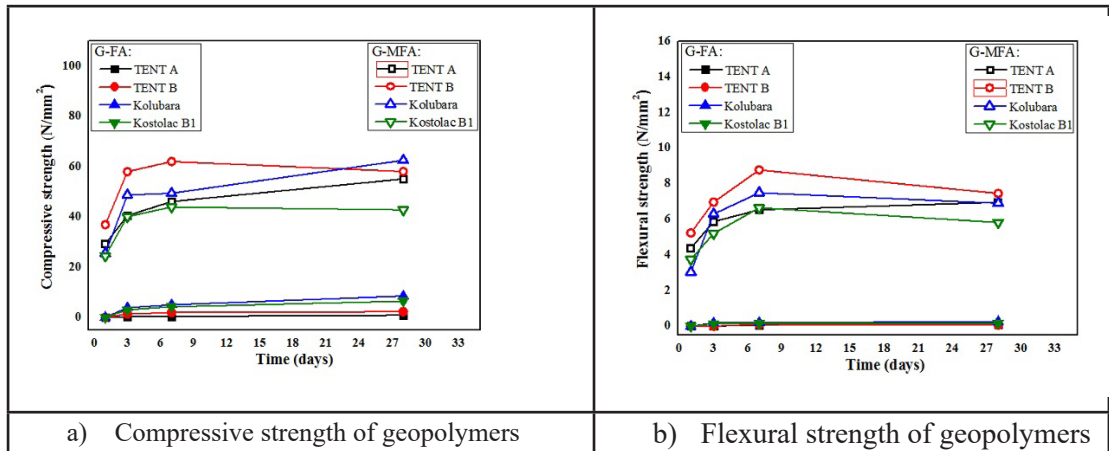 G-FA:
TENT A
TENT B
Kolubara
Kostolac B1
G-MFA:
TENT A
TENT B
Kolubara
Kostolac B1
Compressive strength (N/mm²)
100
80
60
40
20
0
0 3 6 9 12 15 18 21 24 27 30 33
Time (days)
a) Compressive strength of geopolymers
G-FA:
TENT A
TENT B
Kolubara
Kostolac B1
G-MFA:
TENT A
TENT B
Kolubara
Kostolac B1
Flexural strength (N/mm²)
16
14
12
10
8
6
4
2
0
0 3 6 9 12 15 18 21 24 27 30 33
Time (days)
b) Flexural strength of geopolymers